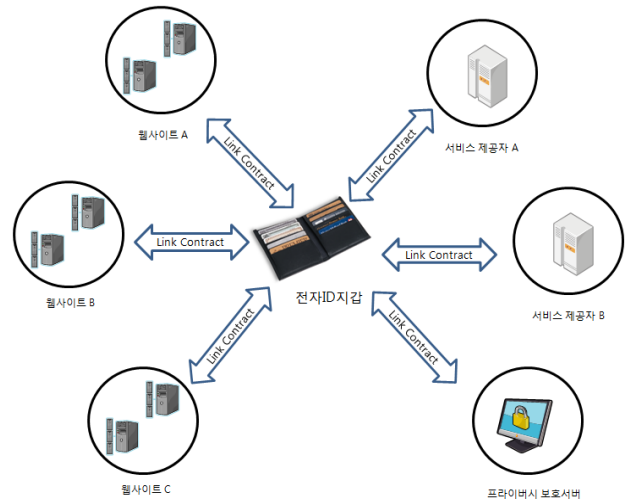 웹사이트 A
Link Contract
Link Contract
서비스 제공자 A
웹사이트 B
Link Contract
전자ID지갑
Link Contract
서비스 제공자 B
웹사이트 C
Link Contract
Link Contract
프라이버시 보호서버